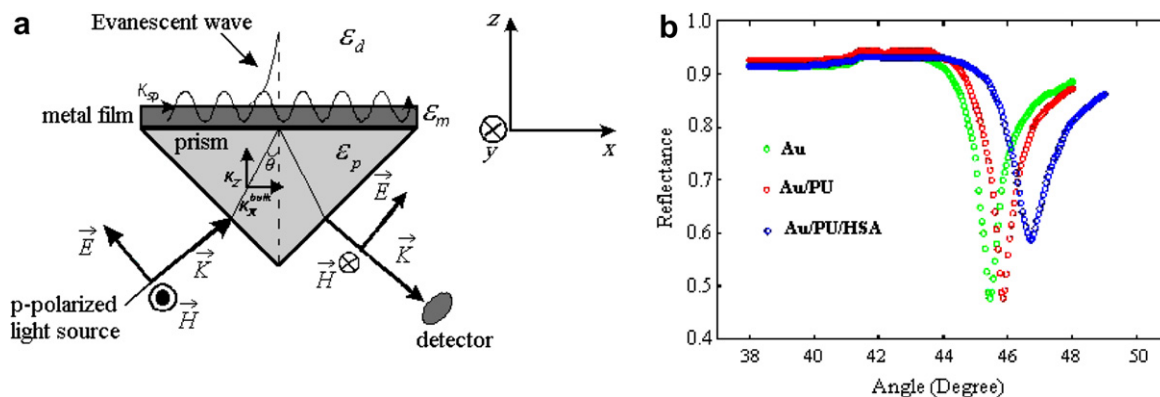 a
Evanescent wave
ε_d
K_sp
metal film
ε_m
prism
ε_p
θ
K_z
K_x^bulk
E
K
H
p-polarized
light source
E
K
H
detector
z
y
x
b
1.0
0.9
0.8
0.7
0.6
0.5
0.4
Reflectance
Au
Au/PU
Au/PU/HSA
38
40
42
44
46
48
50
Angle (Degree)